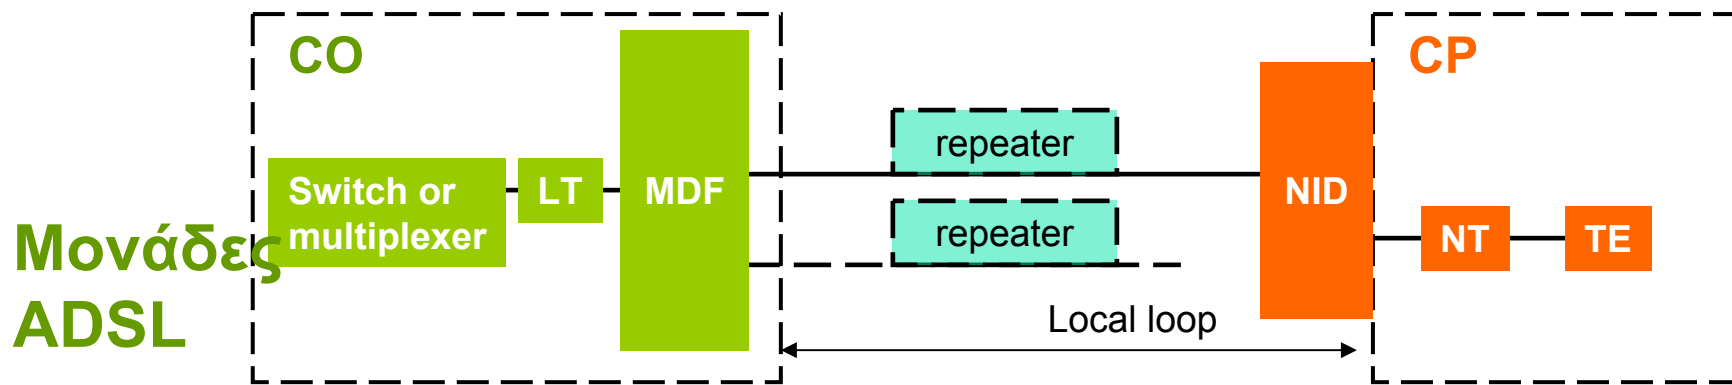 Μονάδες
ADSL
CO
Switch or
multiplexer
LT
MDF
repeater
repeater
Local loop
NID
CP
NT
TE